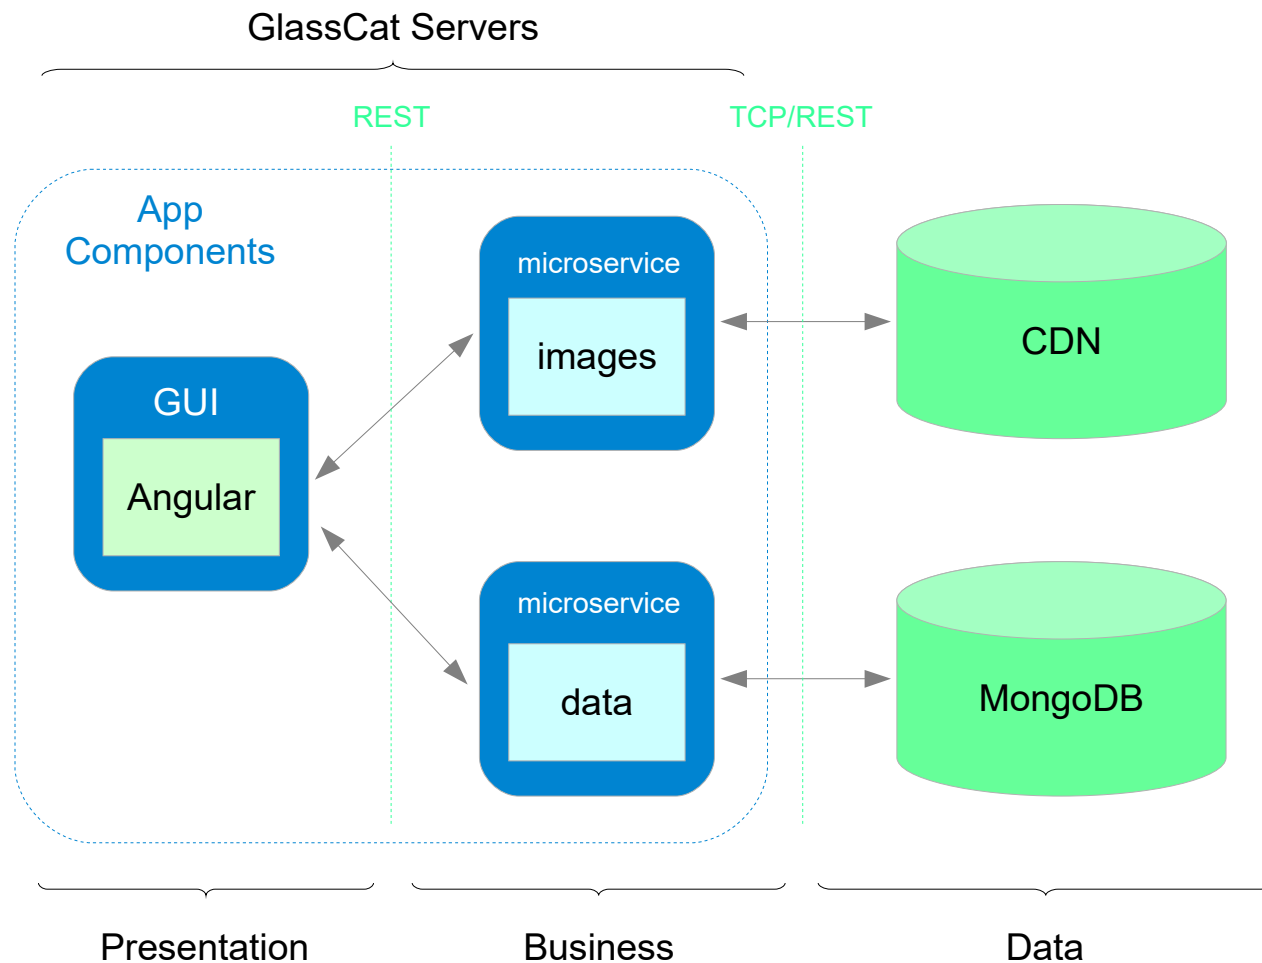 GlassCat Servers
REST
TCP/REST
App
Components
microservice
images
CDN
GUI
Angular
microservice
data
MongoDB
Presentation
Business
Data